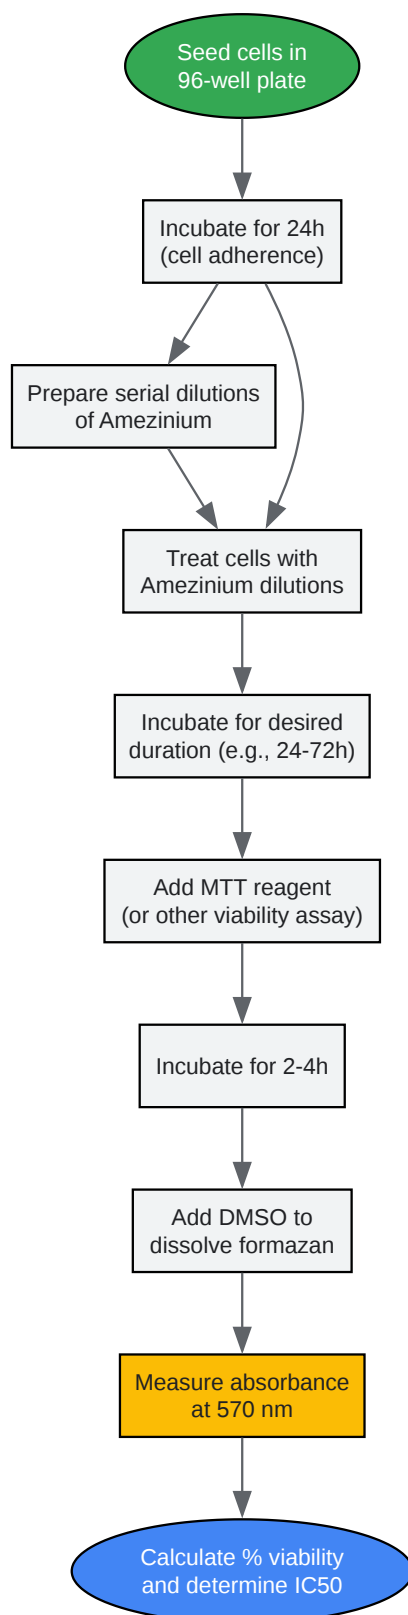 Seed cells in
96-well plate
Incubate for 24h
(cell adherence)
Prepare serial dilutions
of Amezinium
Treat cells with
Amezinium dilutions
Incubate for desired
duration (e.g., 24-72h)
Add MTT reagent
(or other viability assay)
Incubate for 2-4h
Add DMSO to
dissolve formazan
Measure absorbance
at 570 nm
Calculate % viability
and determine IC50